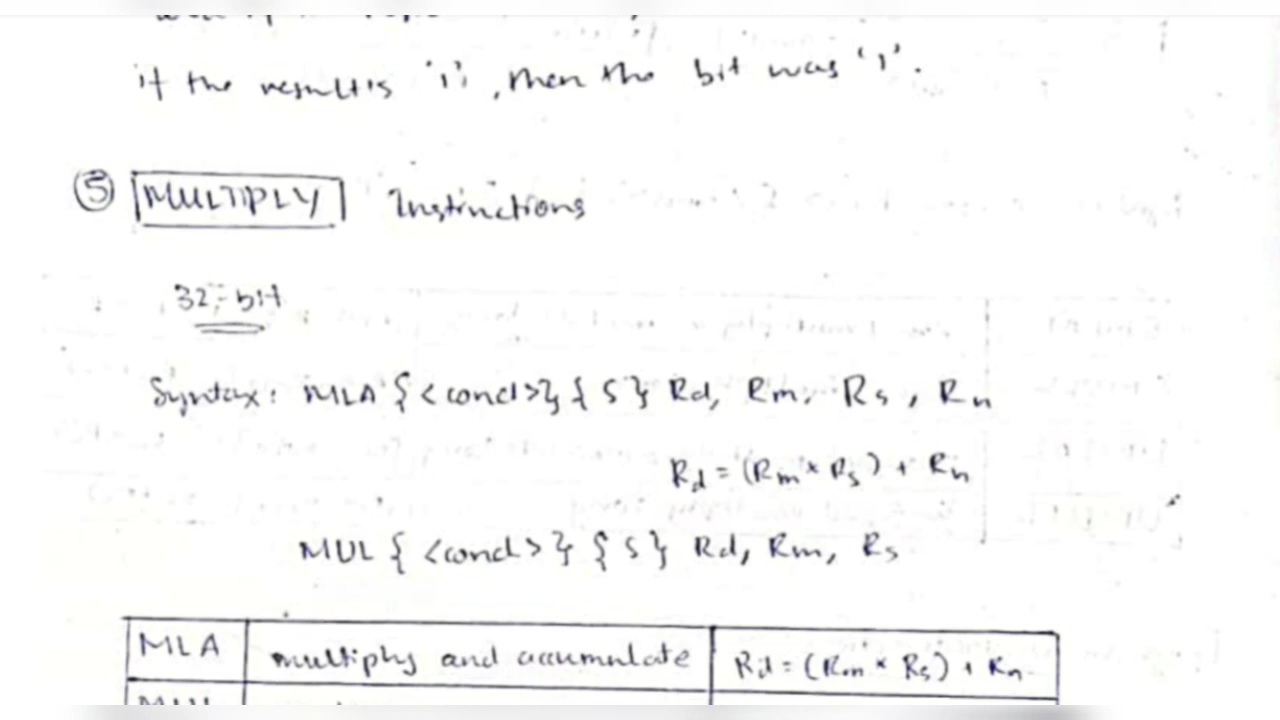 if the result is '1', then the bit was '1'.
⑤ MULTIPLY Instructions
32-bit
Syntax: MLA {<cond>} {S} Rd, Rm, Rs, Rn
Rd = (Rm * Rs) + Rn
MUL {<cond>} {S} Rd, Rm, Rs
MLA multiply and accumulate Rd = (Rm * Rs) + Rn
MUL